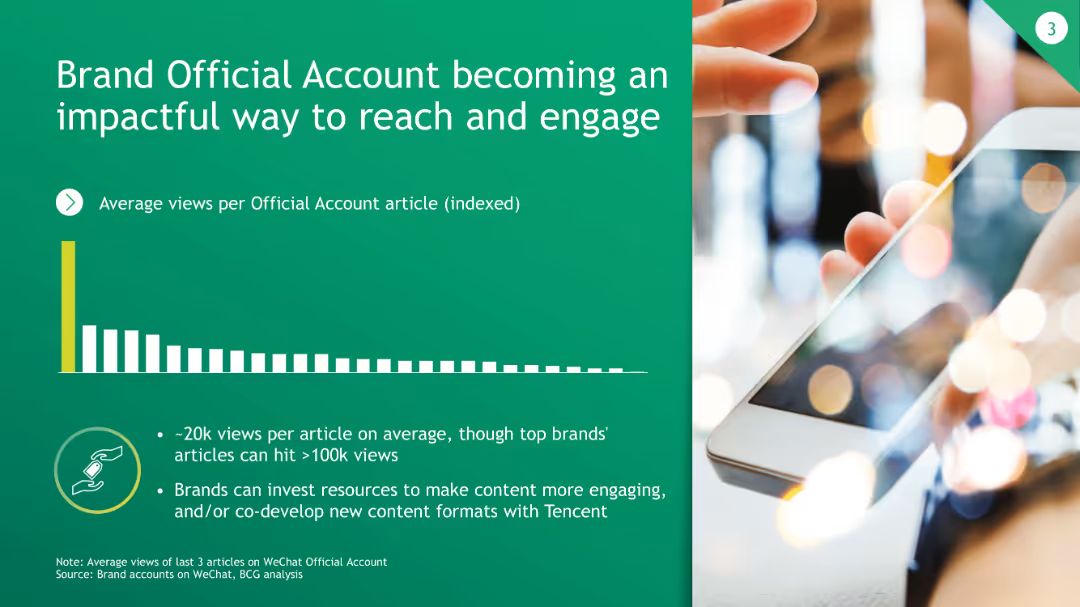 3
Brand Official Account becoming an
impactful way to reach and engage
Average views per Official Account article (indexed)
• ~20k views per article on average, though top brands'
articles can hit >100k views
• Brands can invest resources to make content more engaging,
and/or co-develop new content formats with Tencent
Note: Average views of last 3 articles on WeChat Official Account
Source: Brand accounts on WeChat, BCG analysis